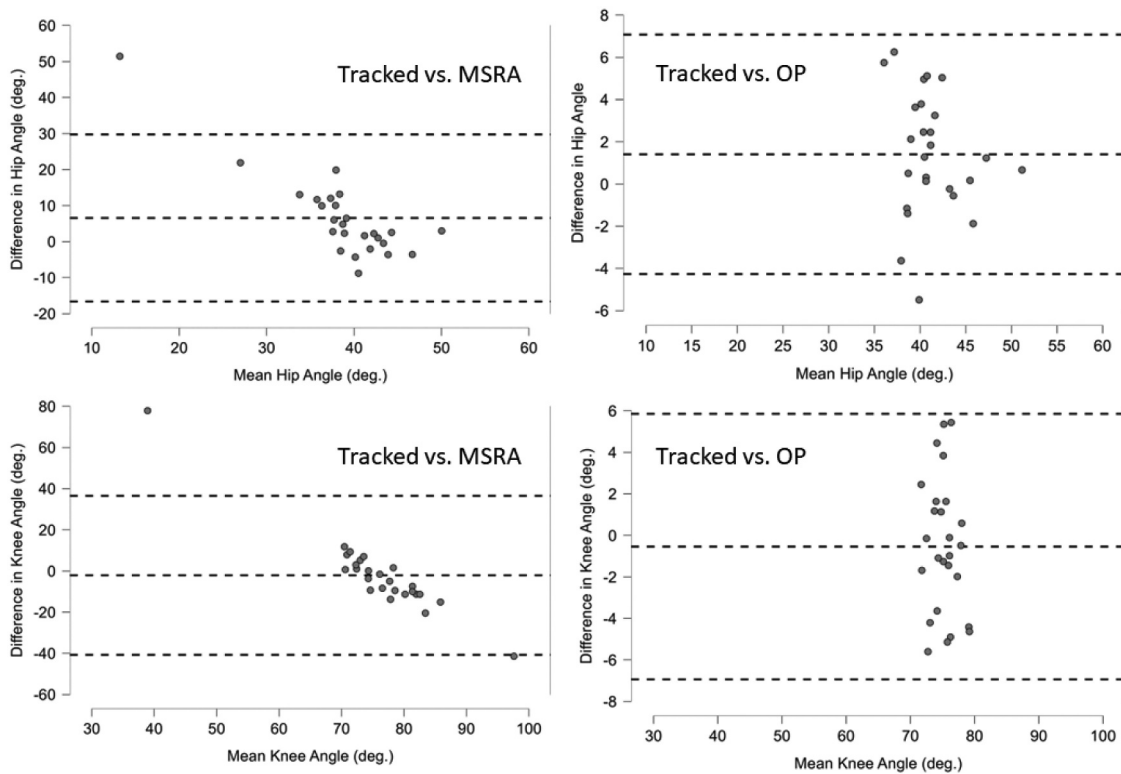 Difference in Hip Angle (deg.)
60
50
40
30
20
10
0
-10
-20
Tracked vs. MSRA
10 20 30 40 50 60
Mean Hip Angle (deg.)
Difference in Hip Angle
8
6
4
2
0
-2
-4
-6
Tracked vs. OP
10 15 20 25 30 35 40 45 50 55 60
Mean Hip Angle (deg.)
Difference in Knee Angle (deg.)
80
60
40
20
0
-20
-40
-60
Tracked vs. MSRA
30 40 50 60 70 80 90 100
Mean Knee Angle (deg.)
Difference in Knee Angle (deg.)
6
4
2
0
-2
-4
-6
-8
Tracked vs. OP
30 40 50 60 70 80 90 100
Mean Knee Angle (deg.)